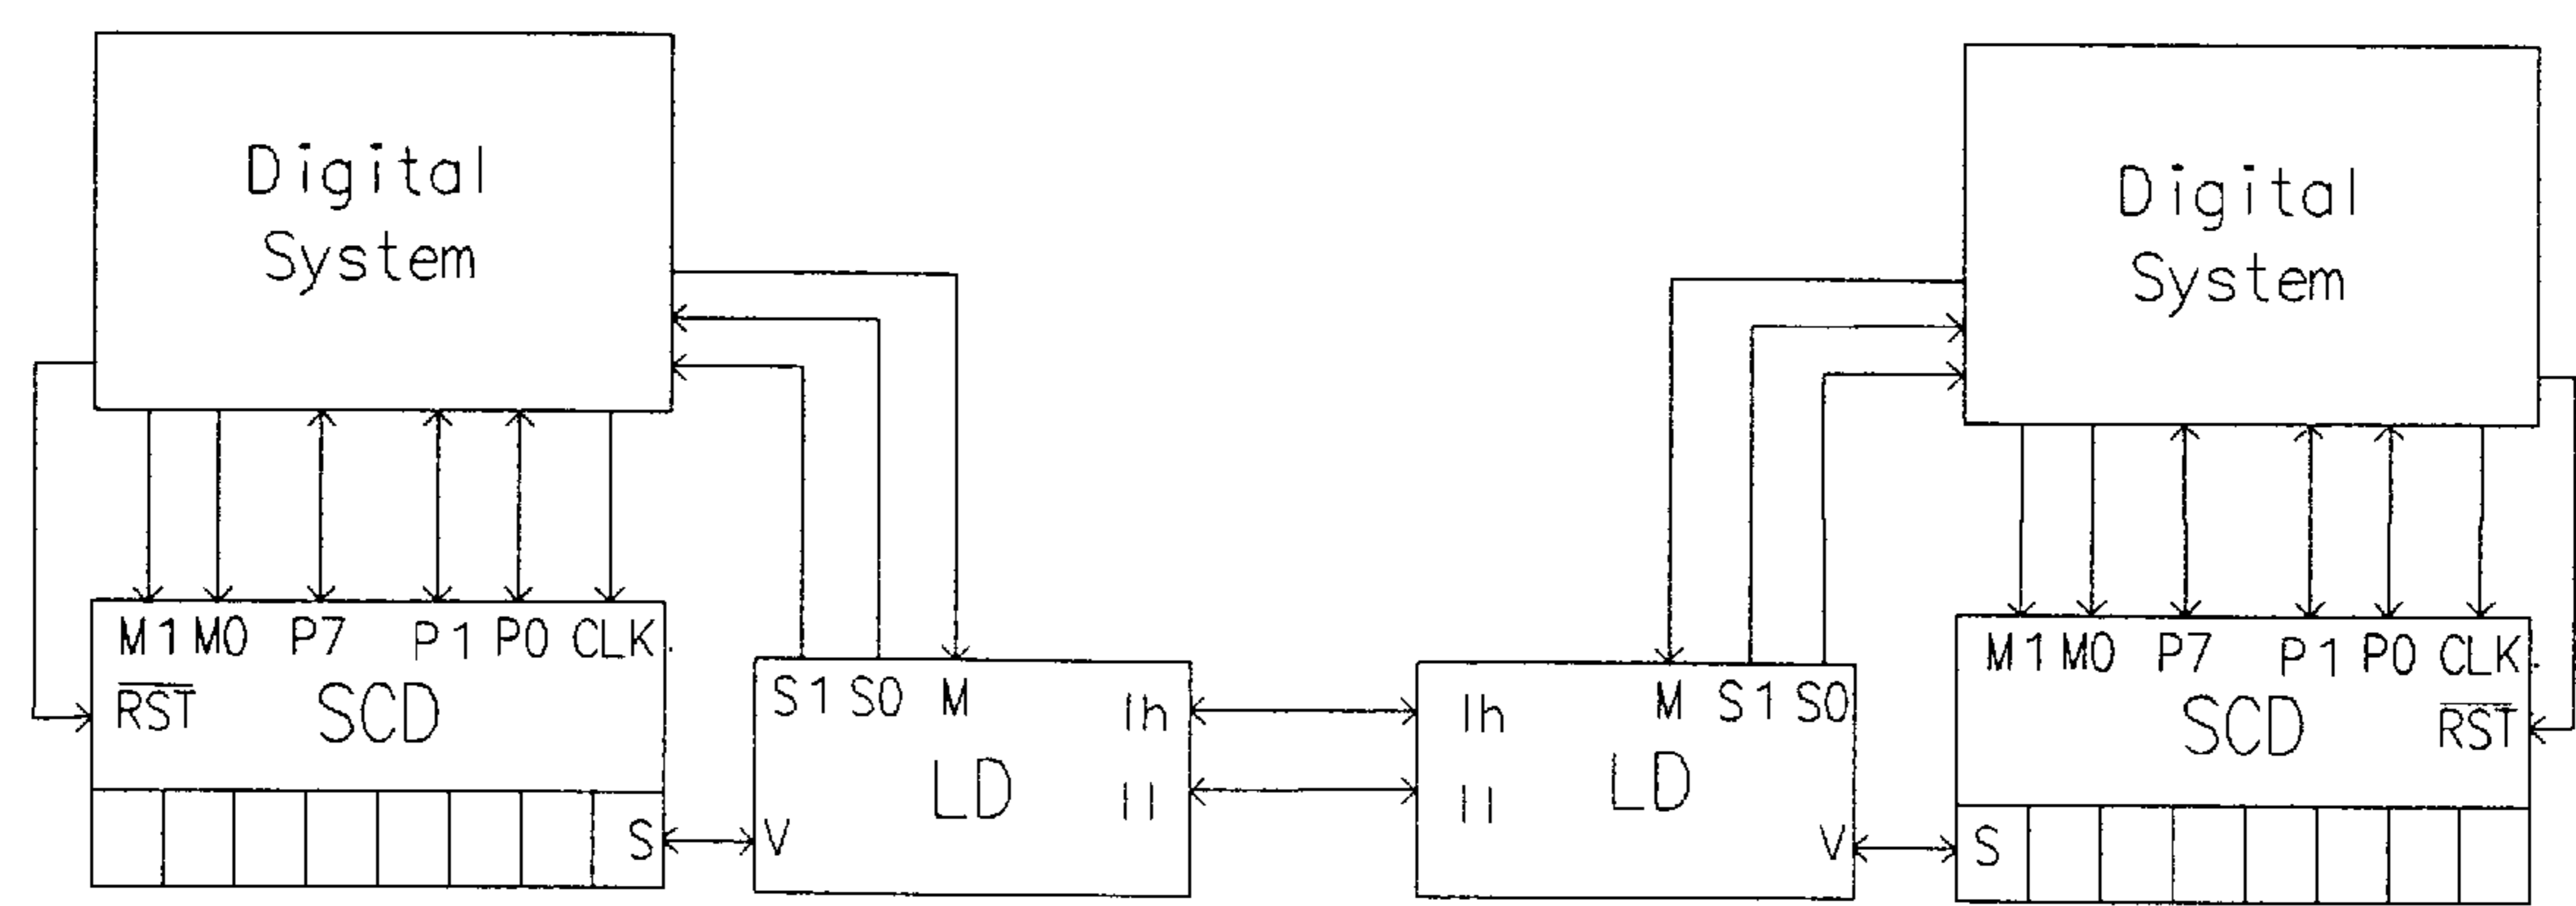 Digital
System
Digital
System
M1 M0 P7 P1 P0 CLK
RST SCD
S
S1 S0 M
Ih
LD
Il
V
M S1 S0
Ih
LD
Il
V
M1 M0 P7 P1 P0 CLK
SCD RST
S